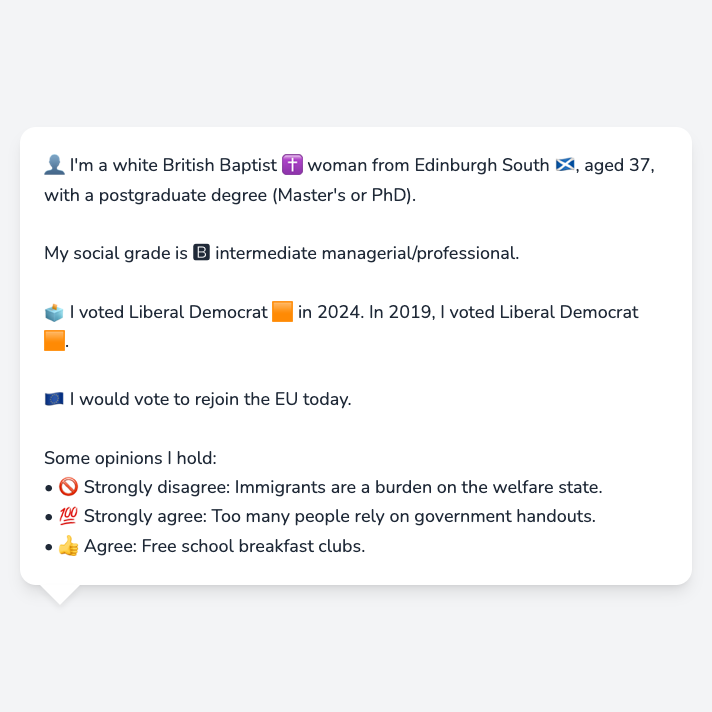 👤 I'm a white British Baptist ✝️ woman from Edinburgh South 🏴󠁧󠁢󠁳󠁣󠁴󠁿, aged 37,
with a postgraduate degree (Master's or PhD).
My social grade is 🅱 intermediate managerial/professional.
🗳️ I voted Liberal Democrat 🟧 in 2024. In 2019, I voted Liberal Democrat
🟧.
🇪🇺 I would vote to rejoin the EU today.
Some opinions I hold:
• 🚫 Strongly disagree: Immigrants are a burden on the welfare state.
• 💯 Strongly agree: Too many people rely on government handouts.
• 👍 Agree: Free school breakfast clubs.